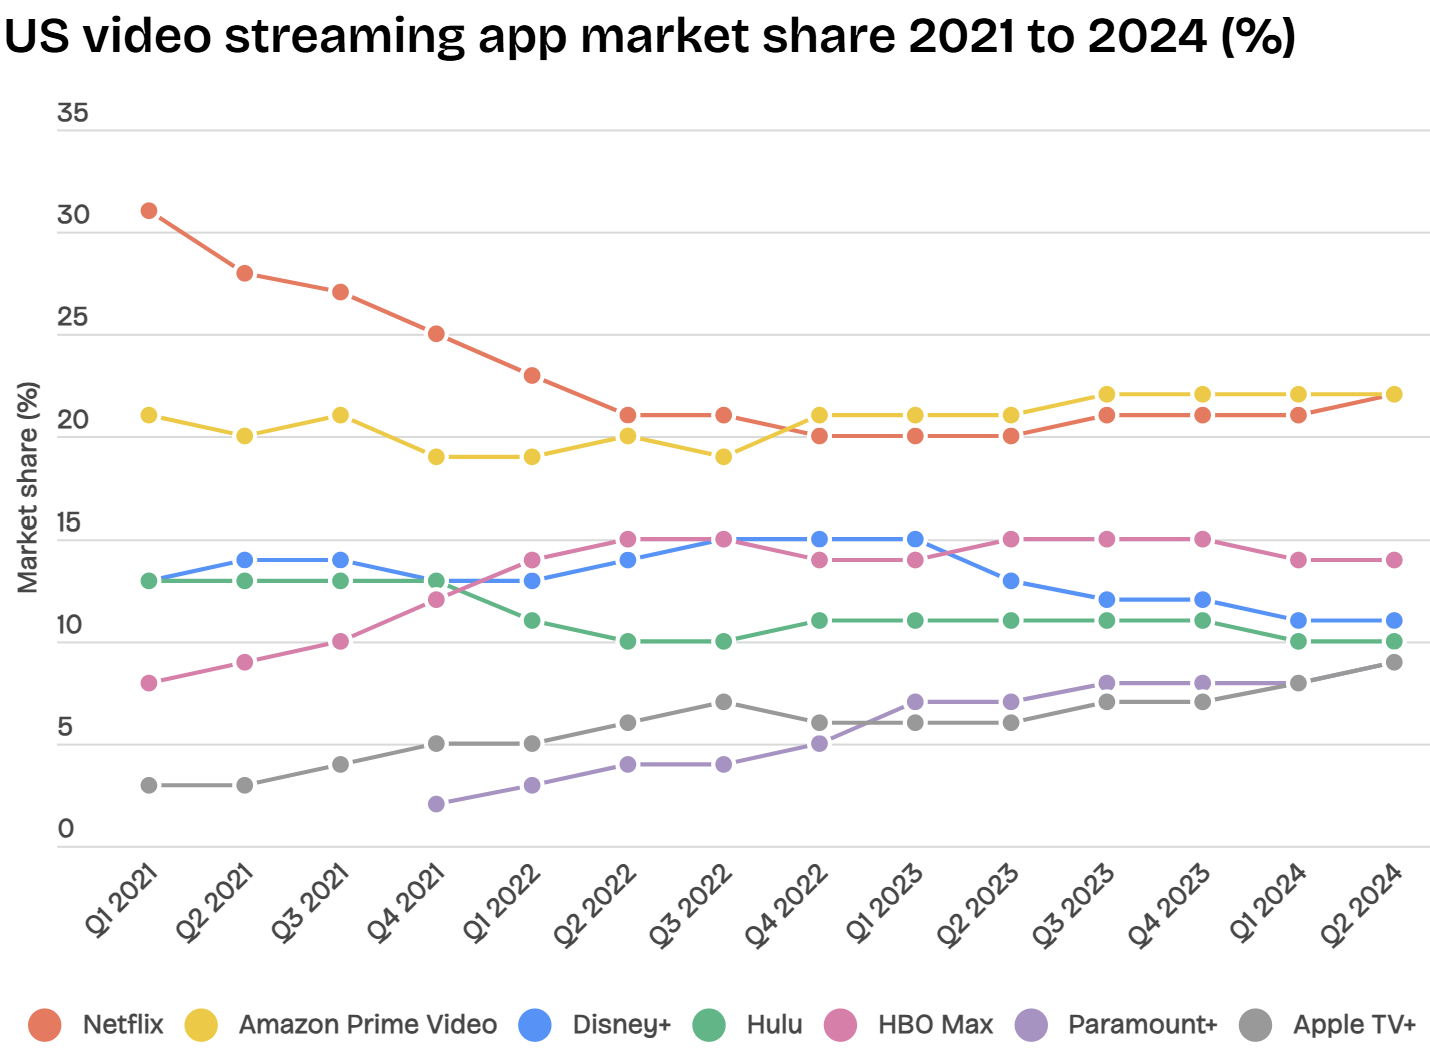 US video streaming app market share 2021 to 2024 (%)
35
30
25
20
15
10
5
0
Market share (%)
Q1 2021
Q2 2021
Q3 2021
Q4 2021
Q1 2022
Q2 2022
Q3 2022
Q4 2022
Q1 2023
Q2 2023
Q3 2023
Q4 2023
Q1 2024
Q2 2024
Netflix Amazon Prime Video Disney+ Hulu HBO Max Paramount+ Apple TV+